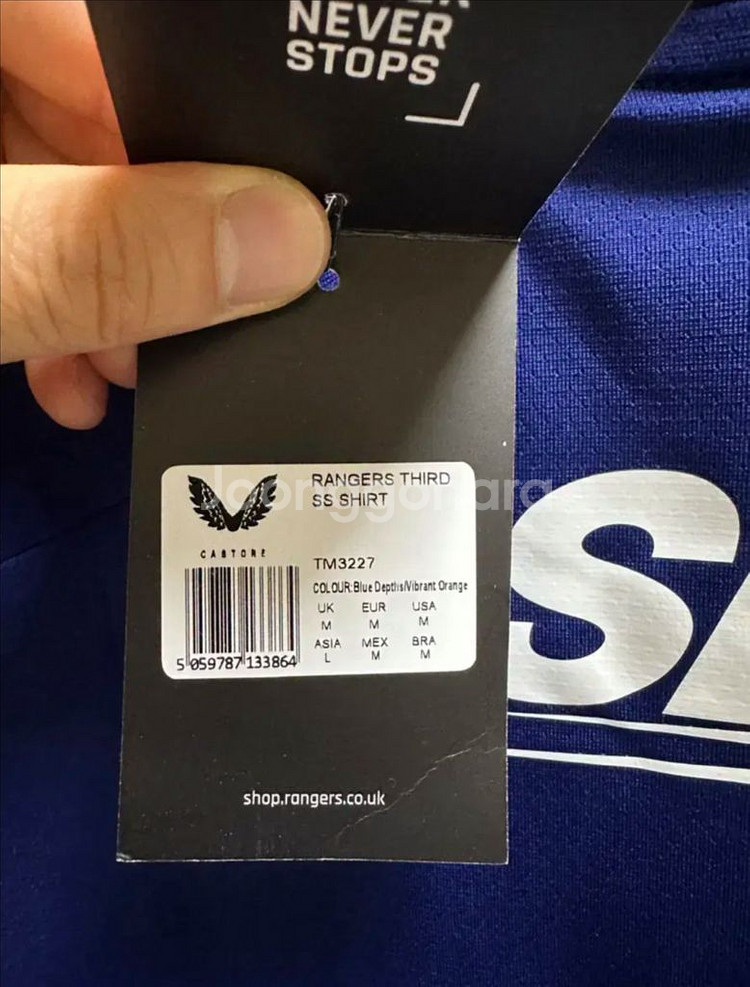 NEVER
STOPS
RANGERS THIRD
SS SHIRT
Joonggonara
CASTORE
TM3227
COLOUR:Blue Depths/Vibrant Orange
UK EUR USA
M M M
ASIA MEX BRA
L M M
5 059787 133864
shop.rangers.co.uk